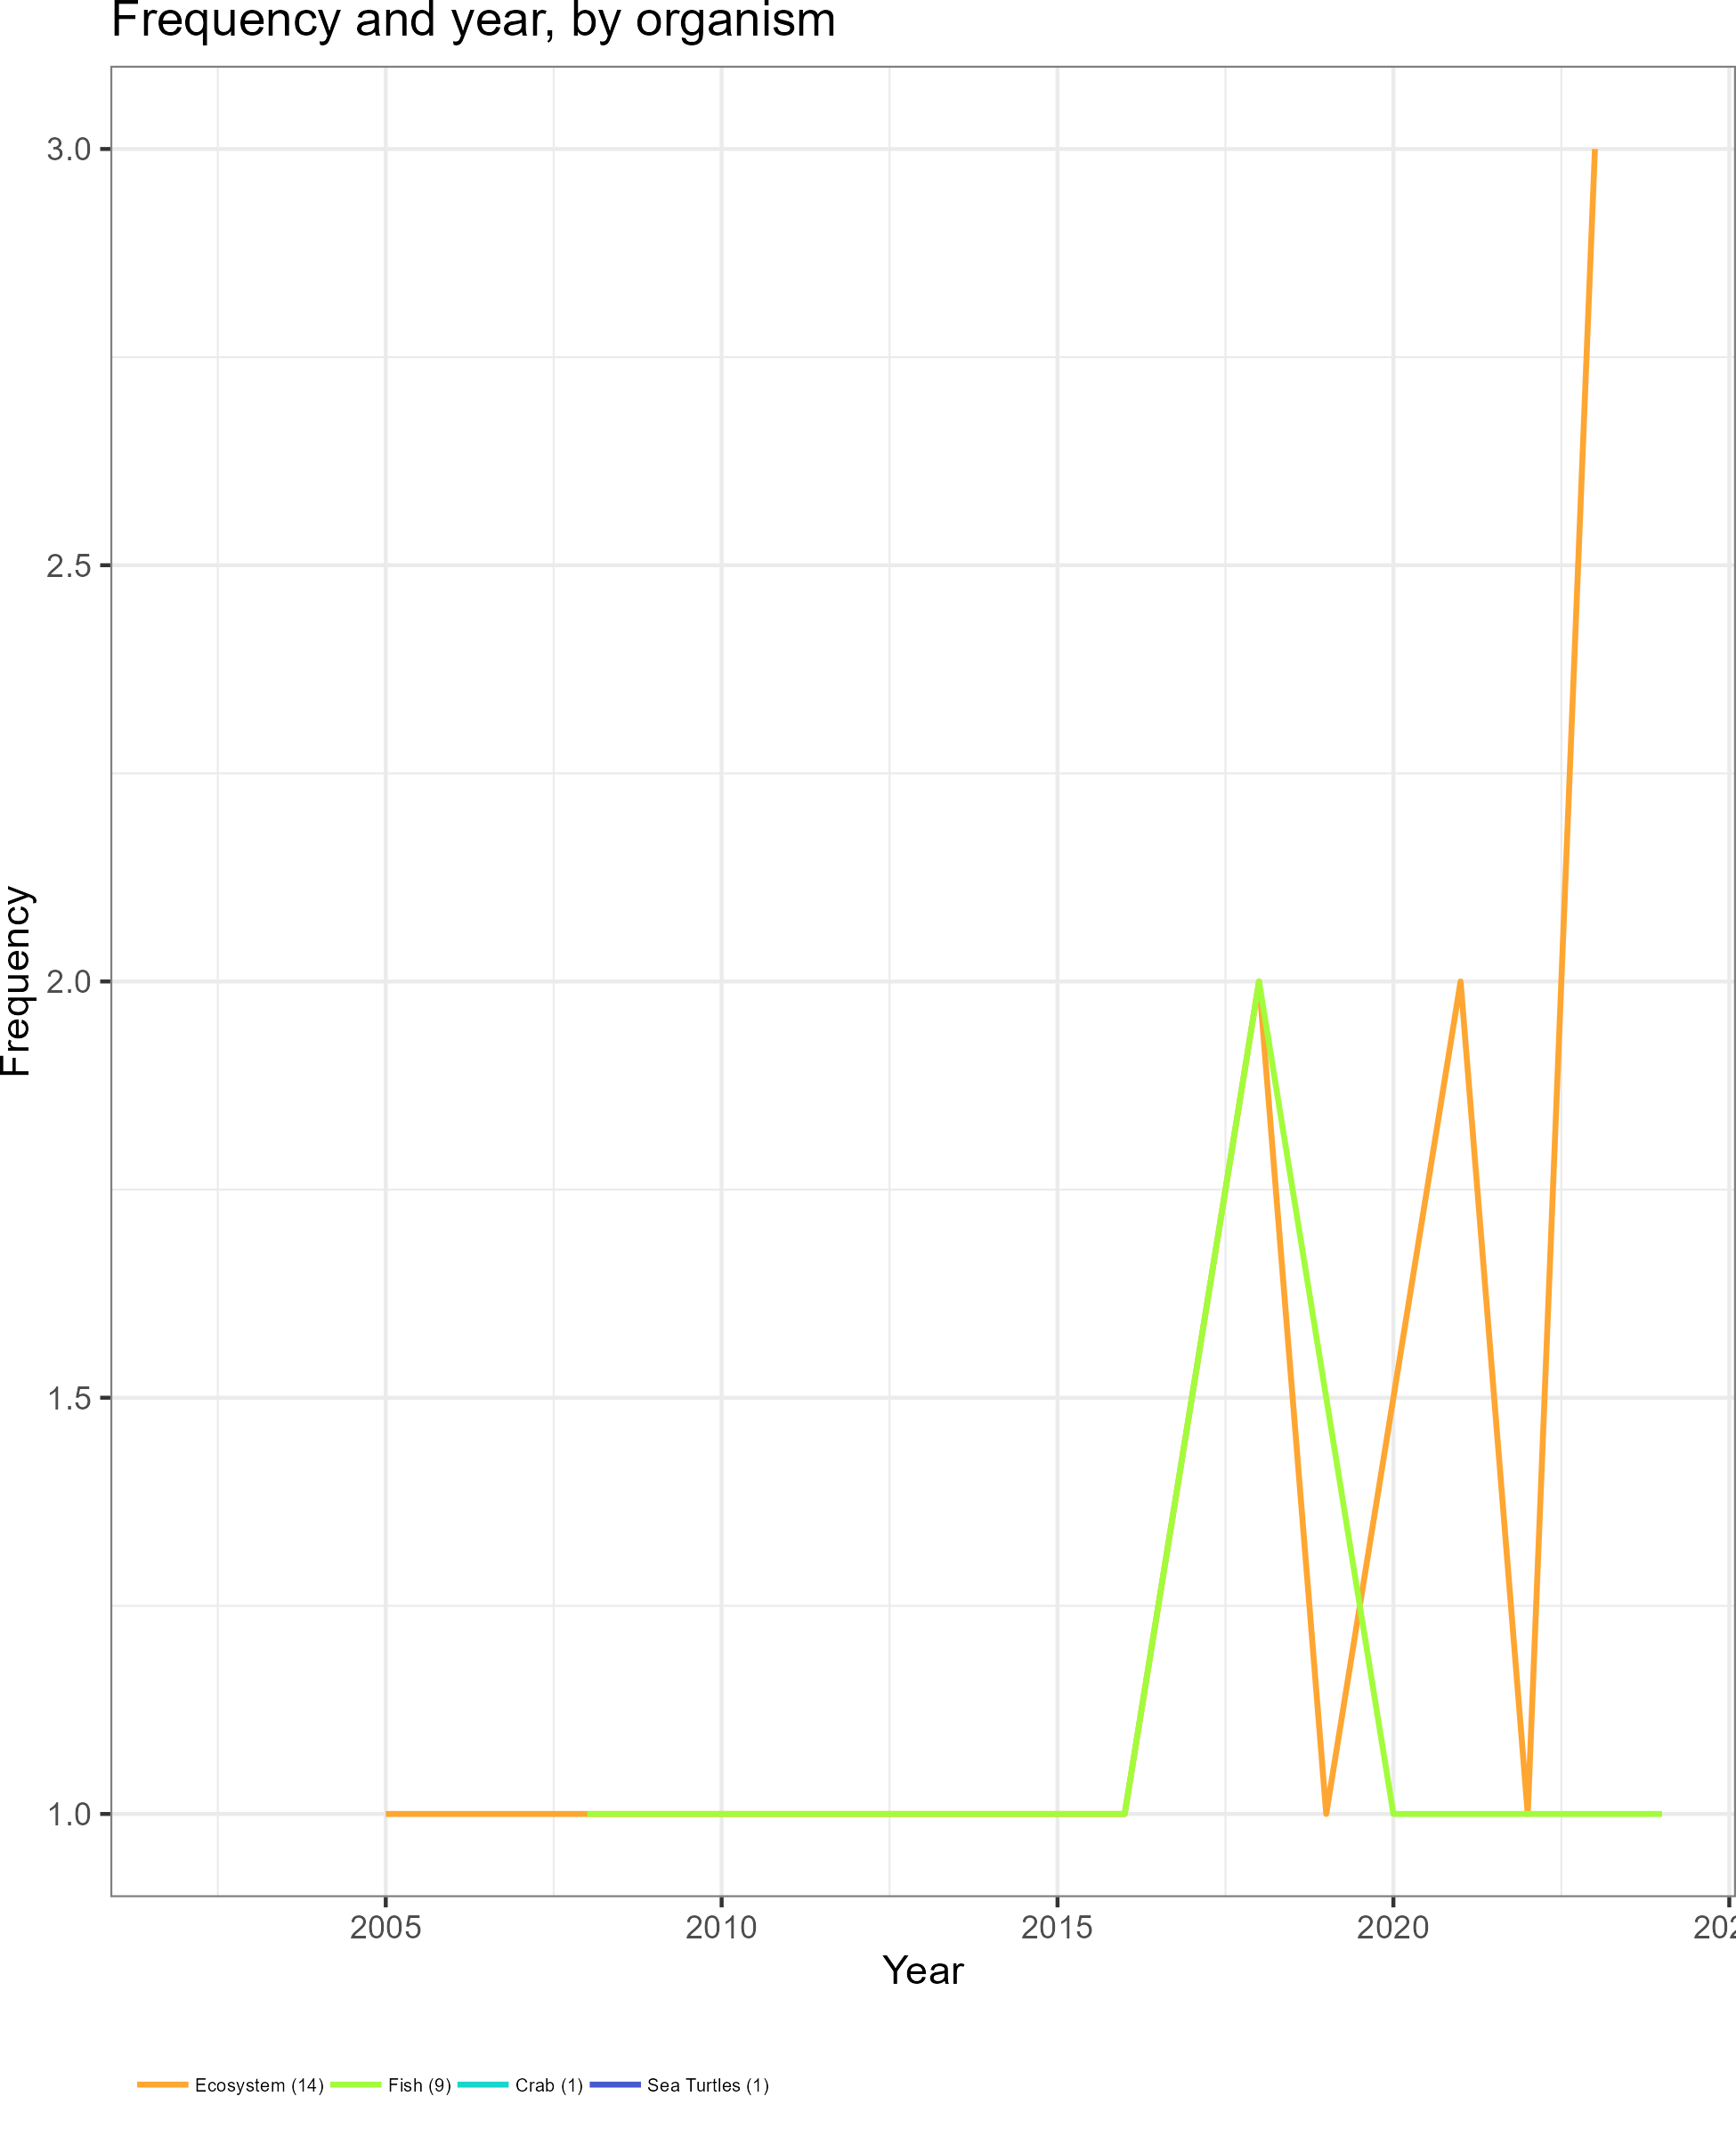 Frequency and year, by organism
3.0
2.5
2.0
1.5
1.0
Frequency
2005 2010 2015 2020 202
Year
Ecosystem (14) Fish (9) Crab (1) Sea Turtles (1)